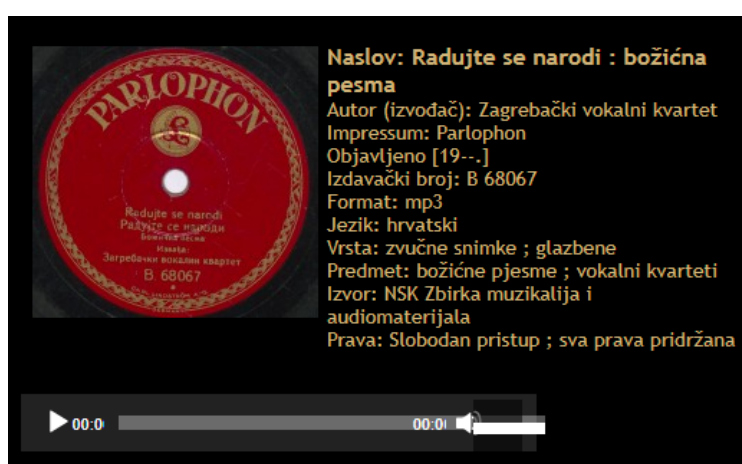 PARLOPHON
Radujte se narodi
Радујте се народи
Божићна песма
Извађа:
Загребачки вокални квартет
B. 68067
CARL LINDSTRÖM A.G.
Naslov: Radujte se narodi : božićna
pesma
Autor (izvođač): Zagrebački vokalni kvartet
Impressum: Parlophon
Objavljeno [19--.]
Izdavački broj: B 68067
Format: mp3
Jezik: hrvatski
Vrsta: zvučne snimke ; glazbene
Predmet: božićne pjesme ; vokalni kvarteti
Izvor: NSK Zbirka muzikalija i
audiomaterijala
Prava: Slobodan pristup ; sva prava pridržana
00:0
00:0